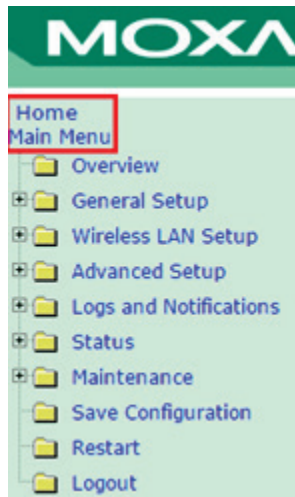 MOXA
Home
Main Menu
Overview
General Setup
Wireless LAN Setup
Advanced Setup
Logs and Notifications
Status
Maintenance
Save Configuration
Restart
Logout